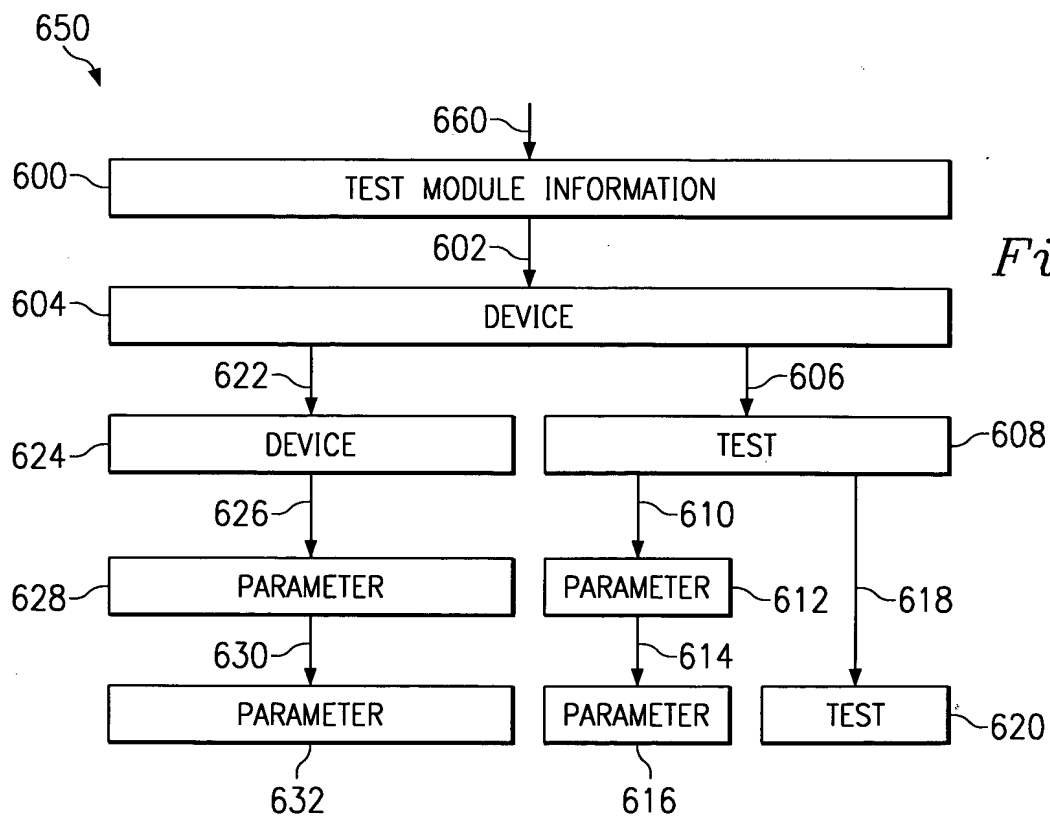 650
660
600
TEST MODULE INFORMATION
602
Fi
604
DEVICE
622
606
624
DEVICE
TEST
608
626
610
628
PARAMETER
PARAMETER
612
618
630
614
PARAMETER
PARAMETER
TEST
620
632
616